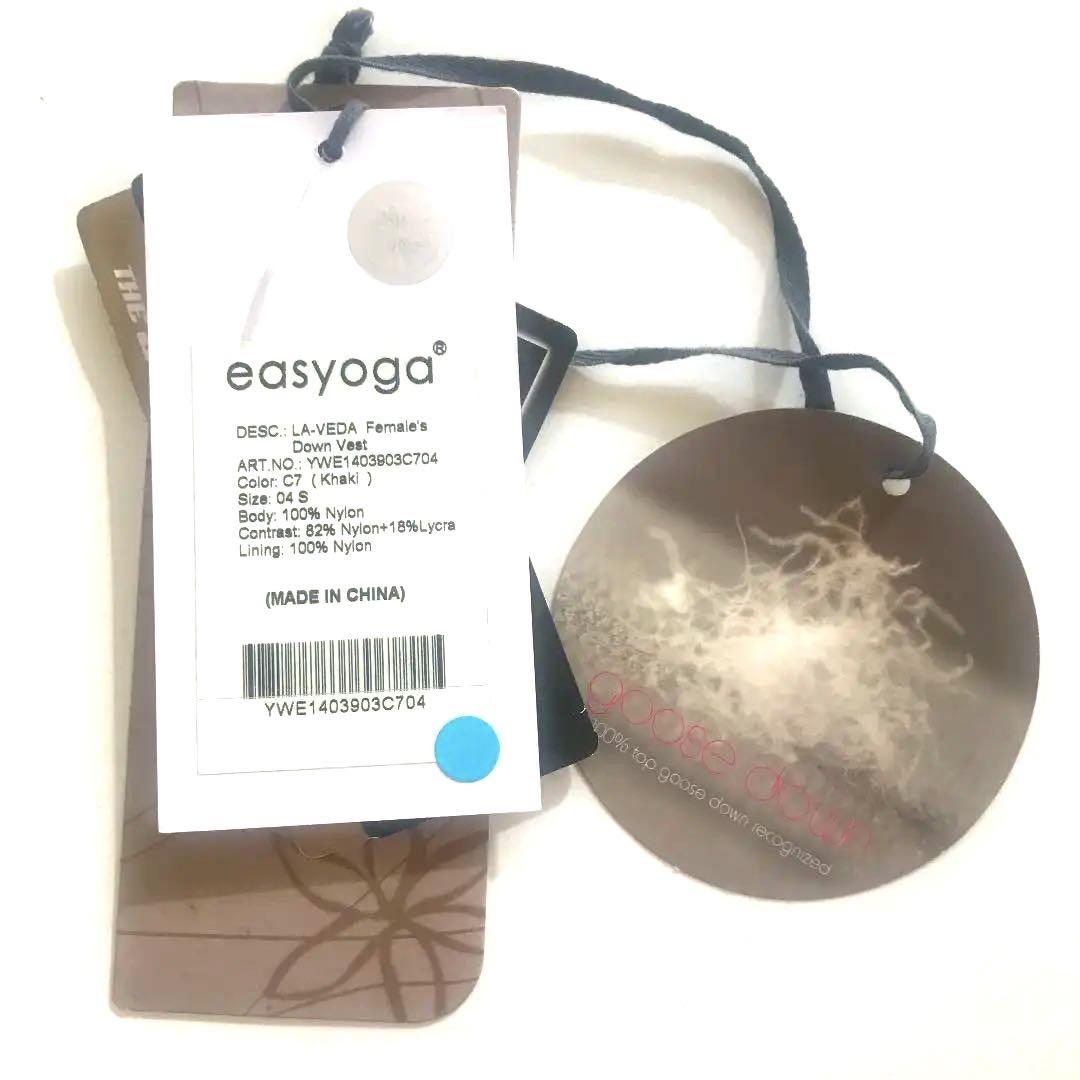 THE
easyoga®
DESC.: LA-VEDA Female's
Down Vest
ART.NO.: YWE1403903C704
Color: C7 ( Khaki )
Size: 04 S
Body: 100% Nylon
Contrast: 82% Nylon+18%Lycra
Lining: 100% Nylon
(MADE IN CHINA)
YWE1403903C704
goose down
top goose down recognized